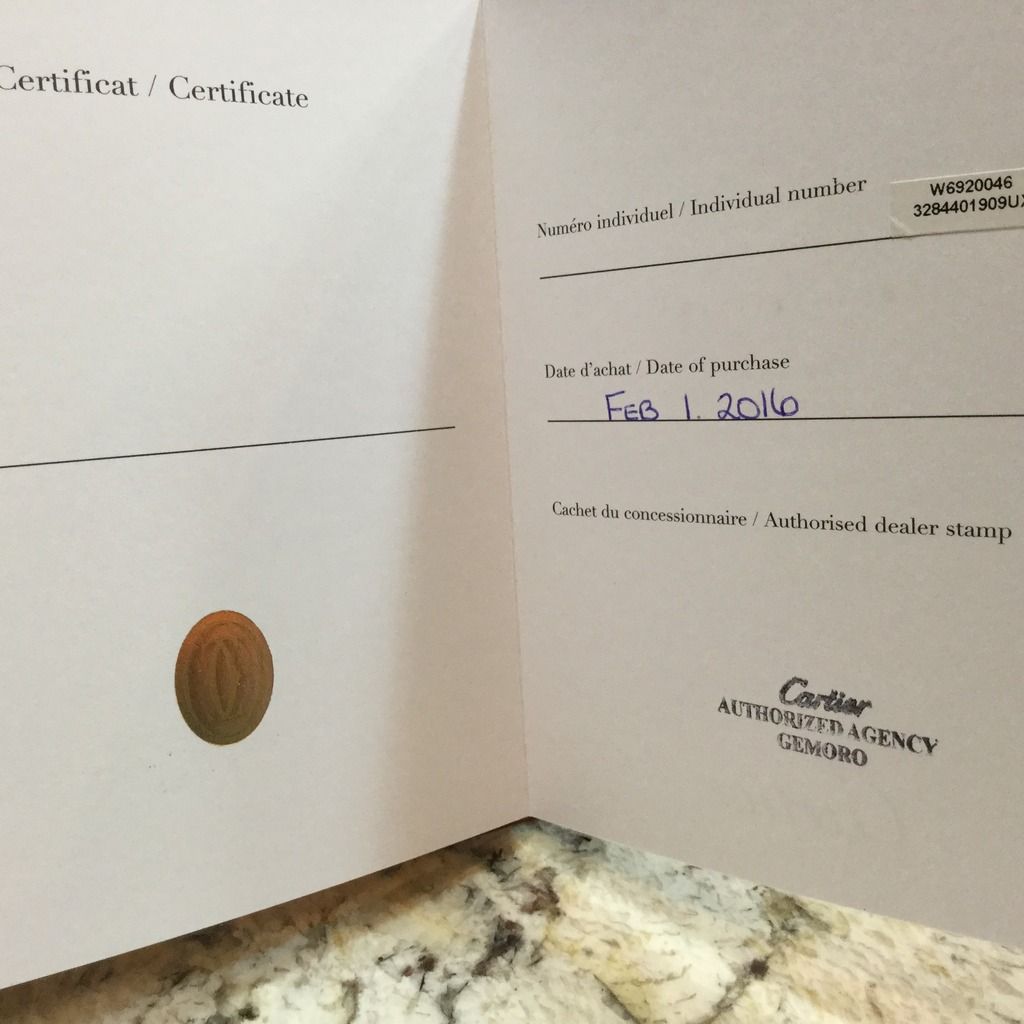 Certificat / Certificate
Numéro individuel / Individual number
W6920046
3284401909UX
Date d'achat / Date of purchase
FEB 1. 2016
Cachet du concessionnaire / Authorised dealer stamp
Cartier
AUTHORIZED AGENCY
GEMORO